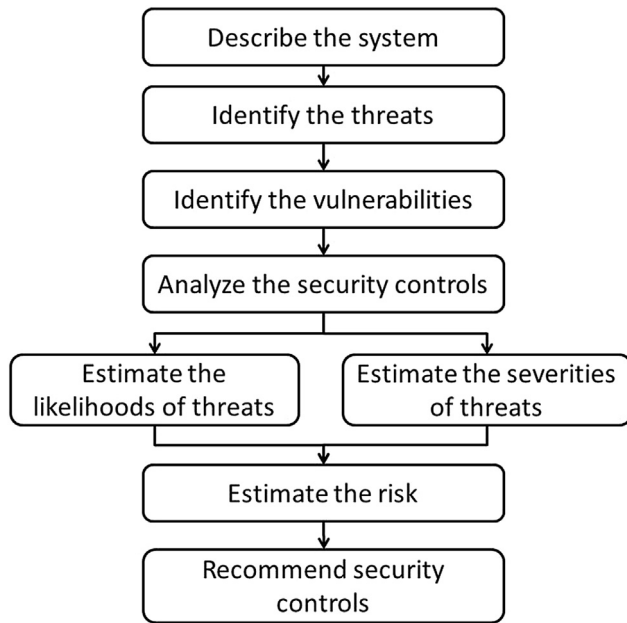 Describe the system
Identify the threats
Identify the vulnerabilities
Analyze the security controls
Estimate the
likelihoods of threats
Estimate the severities
of threats
Estimate the risk
Recommend security
controls